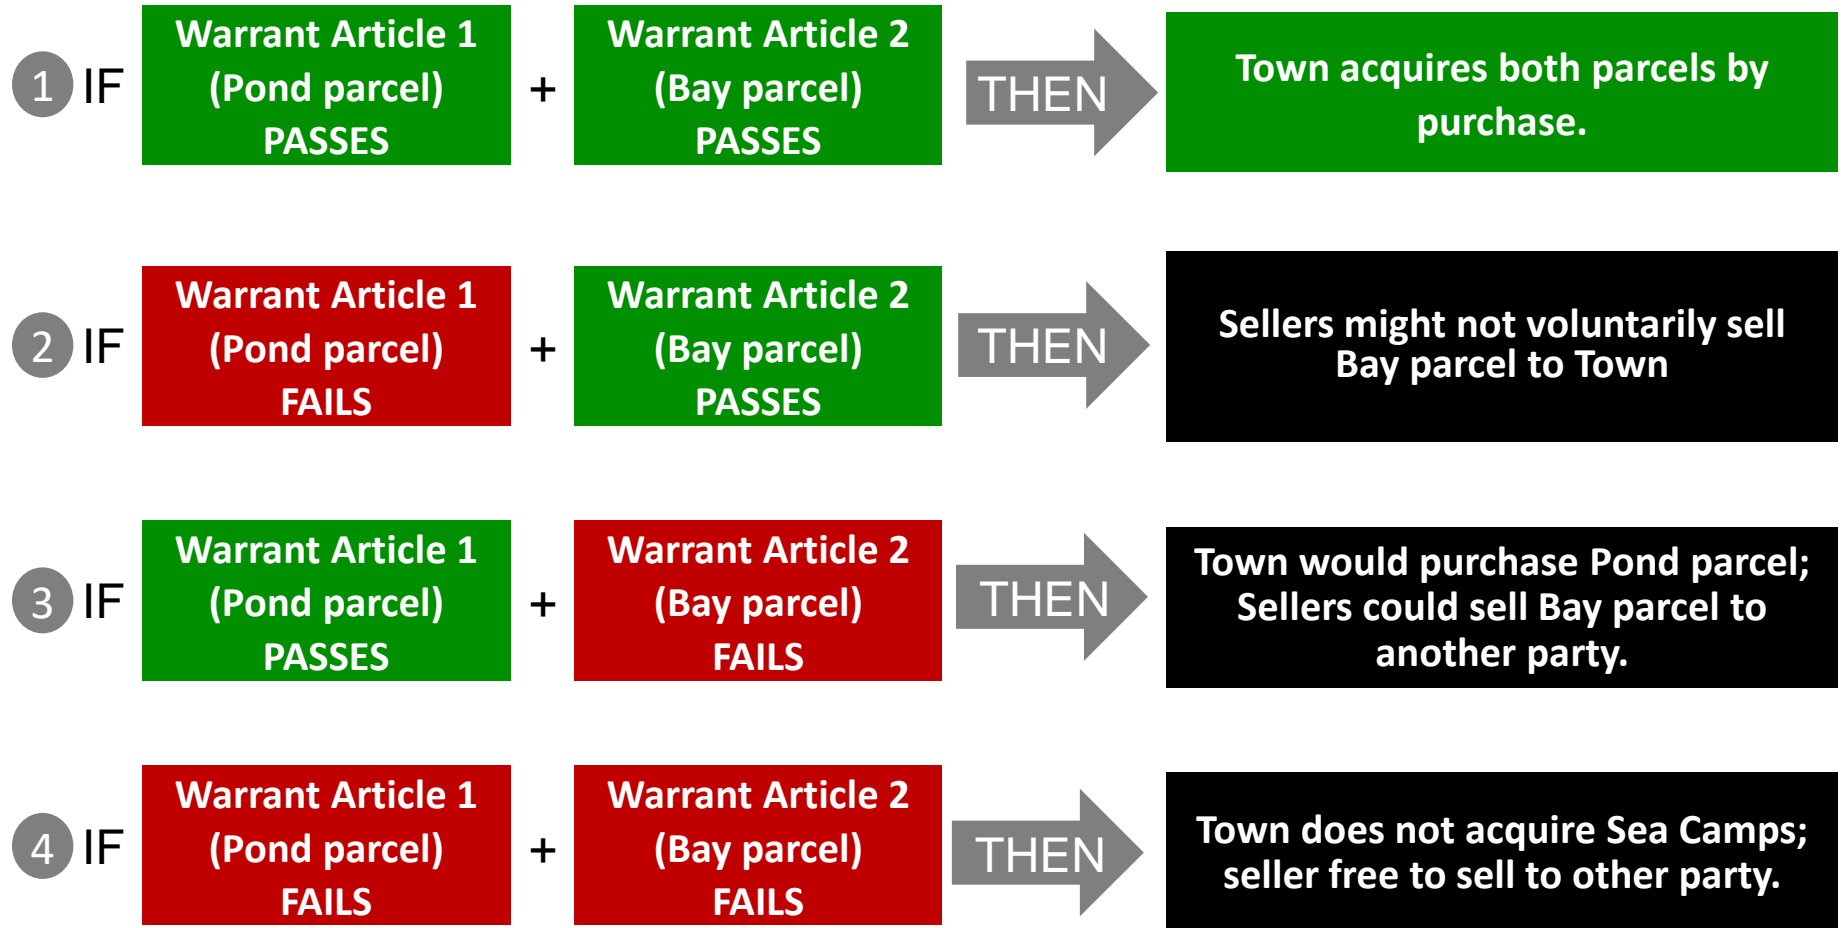 1 IF
Warrant Article 1
(Pond parcel)
PASSES
+
Warrant Article 2
(Bay parcel)
PASSES
THEN
Town acquires both parcels by
purchase.
2 IF
Warrant Article 1
(Pond parcel)
FAILS
+
Warrant Article 2
(Bay parcel)
PASSES
THEN
Sellers might not voluntarily sell
Bay parcel to Town
3 IF
Warrant Article 1
(Pond parcel)
PASSES
+
Warrant Article 2
(Bay parcel)
FAILS
THEN
Town would purchase Pond parcel;
Sellers could sell Bay parcel to
another party.
4 IF
Warrant Article 1
(Pond parcel)
FAILS
+
Warrant Article 2
(Bay parcel)
FAILS
THEN
Town does not acquire Sea Camps;
seller free to sell to other party.